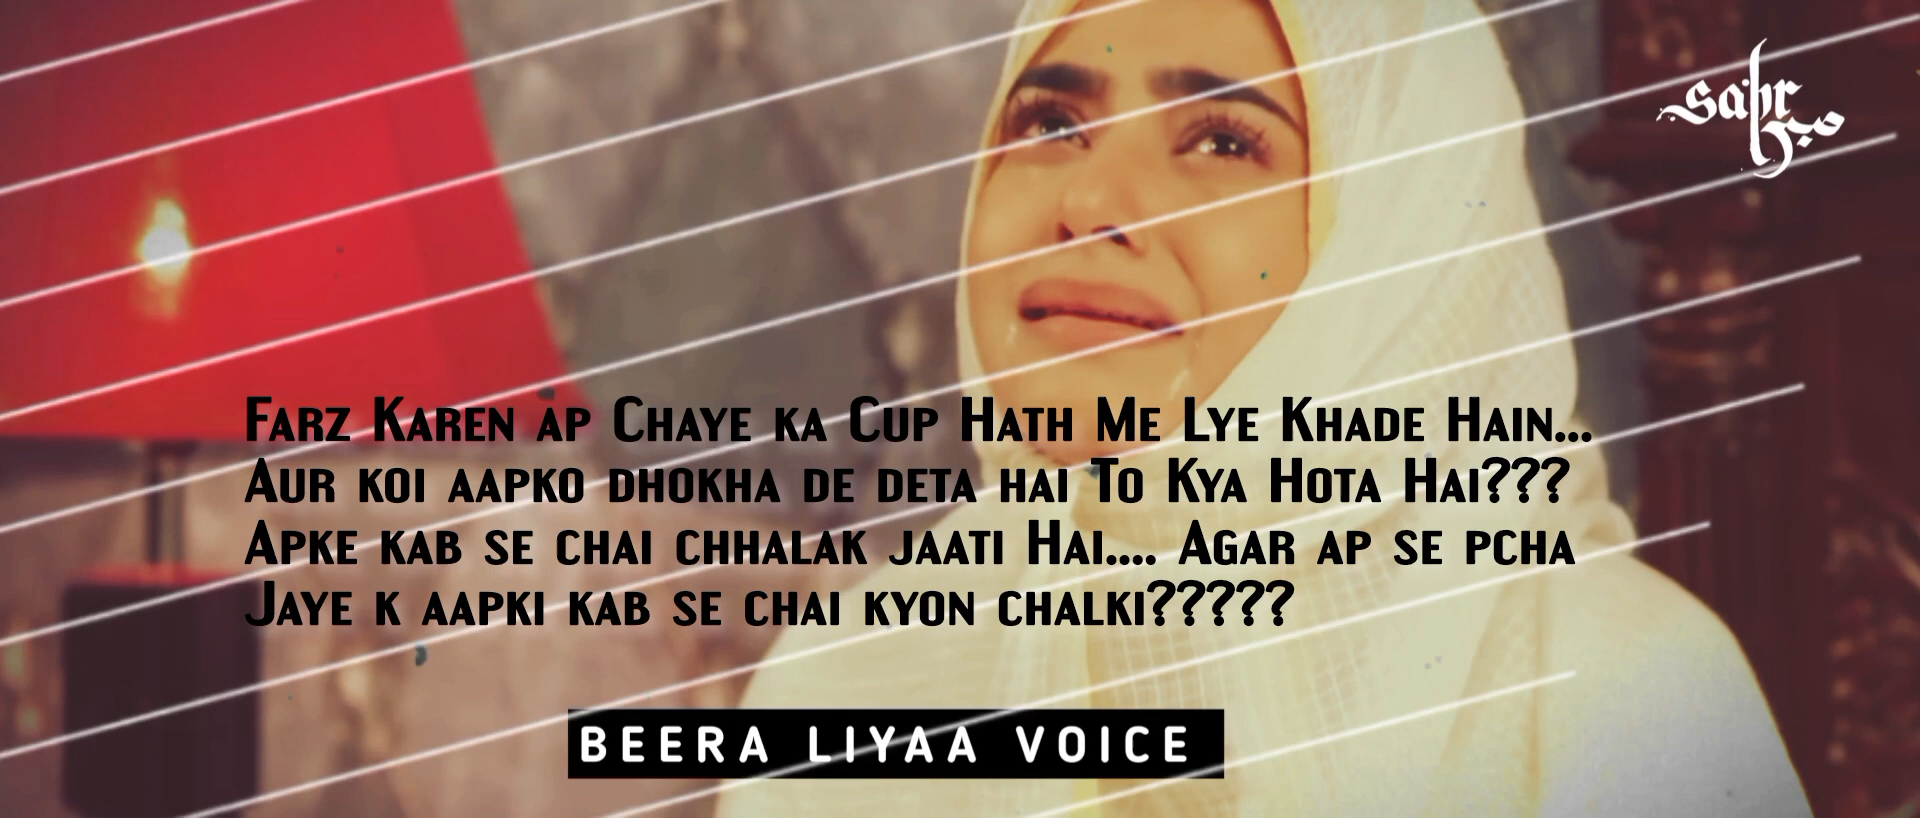 sabr
صبر
Farz Karen ap Chaye ka Cup Hath Me Lye Khade Hain...
Aur koi aapko dhokha de deta hai To Kya Hota Hai???
Apke kab se chai chhalak jaati Hai.... Agar ap se pcha
Jaye k aapki kab se chai kyon chalki?????
BEERA LIYAA VOICE